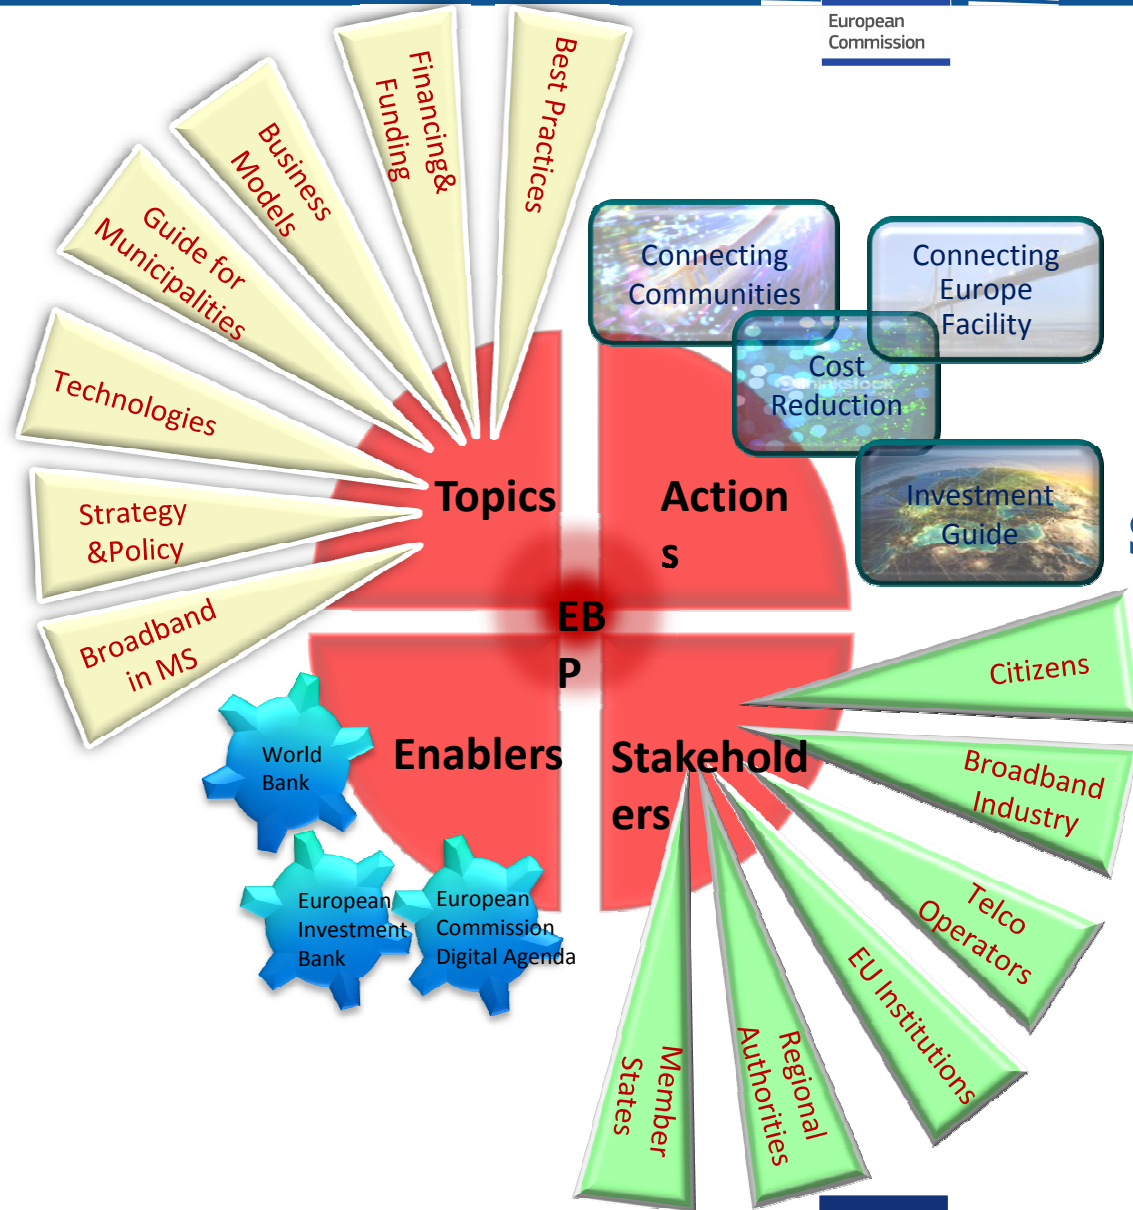 European
Commission
Best Practices
Financing&
Funding
Business
Models
Guide for
Municipalities
Technologies
Strategy
&Policy
Broadband
in MS
Connecting
Communities
Connecting
Europe
Facility
Cost
Reduction
thinkstock
Investment
Guide
Topics
Action
s
EB
P
Enablers
Stakehold
ers
World
Bank
European
Investment
Bank
European
Commission
Digital Agenda
Citizens
Broadband
Industry
Telco
Operators
EU Institutions
Regional
Authorities
Member
States